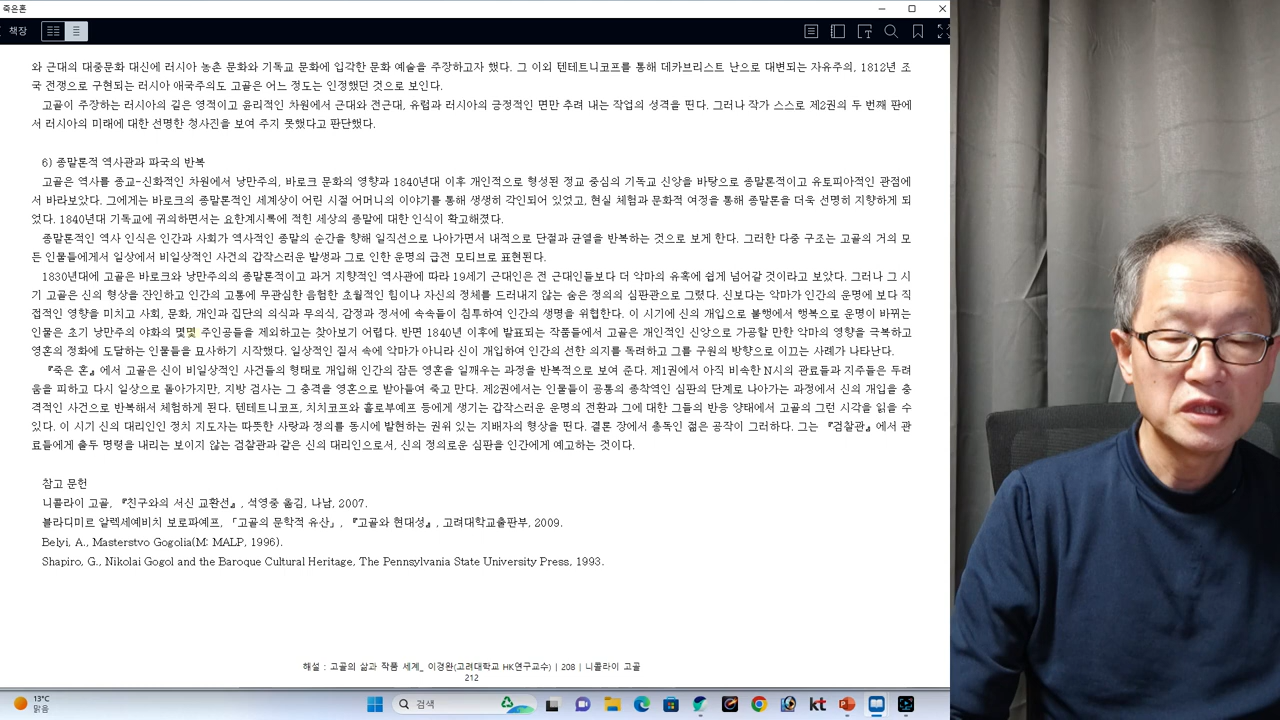 죽은혼
책장
와 근대의 대중문화 대신에 러시아 농촌 문화와 기독교 문화에 입각한 문화 예술을 주장하고자 했다. 그 이외 텐테트니코프를 통해 데카브리스트 난으로 대변되는 자유주의, 1812년 조
국 전쟁으로 구현되는 러시아 애국주의도 고골은 어느 정도는 인정했던 것으로 보인다.
고골이 주장하는 러시아의 길은 영적이고 윤리적인 차원에서 근대와 전근대, 유럽과 러시아의 긍정적인 면만 추려 내는 작업의 성격을 띤다. 그러나 작가 스스로 제2권의 두 번째 판에
서 러시아의 미래에 대한 선명한 청사진을 보여 주지 못했다고 판단했다.
6) 종말론적 역사관과 파국의 반복
고골은 역사를 종교-신화적인 차원에서 낭만주의, 바로크 문화의 영향과 1840년대 이후 개인적으로 형성된 정교 중심의 기독교 신앙을 바탕으로 종말론적이고 유토피아적인 관점에
서 바라보았다. 그에게는 바로크의 종말론적인 세계상이 어린 시절 어머니의 이야기를 통해 생생히 각인되어 있었고, 현실 체험과 문화적 여정을 통해 종말론을 더욱 선명히 지향하게 되
었다. 1840년대 기독교에 귀의하면서는 요한계시록에 적힌 세상의 종말에 대한 인식이 확고해졌다.
종말론적인 역사 인식은 인간과 사회가 역사적인 종말의 순간을 향해 일직선으로 나아가면서 내적으로 단절과 균열을 반복하는 것으로 보게 한다. 그러한 다중 구조는 고골의 거의 모
든 인물들에게서 일상에서 비일상적인 사건의 갑작스러운 발생과 그로 인한 운명의 급전 모티브로 표현된다.
1830년대에 고골은 바로크와 낭만주의의 종말론적이고 과거 지향적인 역사관에 따라 19세기 근대인은 전 근대인들보다 더 악마의 유혹에 쉽게 넘어갈 것이라고 보았다. 그러나 그 시
기 고골은 신의 형상을 잔인하고 인간의 고통에 무관심한 음험한 초월적인 힘이나 자신의 정체를 드러내지 않는 숨은 정의의 심판관으로 그렸다. 신보다는 악마가 인간의 운명에 보다 직
접적인 영향을 미치고 사회, 문화, 개인과 집단의 의식과 무의식, 감정과 정서에 속속들이 침투하여 인간의 생명을 위협한다. 이 시기에 신의 개입으로 불행에서 행복으로 운명이 바뀌는
인물은 초기 낭만주의 야화의 몇몇 주인공들을 제외하고는 찾아보기 어렵다. 반면 1840년 이후에 발표되는 작품들에서 고골은 개인적인 신앙으로 가공할 만한 악마의 영향을 극복하고
영혼의 정화에 도달하는 인물들을 묘사하기 시작했다. 일상적인 질서 속에 악마가 아니라 신이 개입하여 인간의 선한 의지를 독려하고 그를 구원의 방향으로 이끄는 사례가 나타난다.
『죽은 혼』에서 고골은 신이 비일상적인 사건들의 형태로 개입해 인간의 잠든 영혼을 일깨우는 과정을 반복적으로 보여 준다. 제1권에서 아직 비속한 N시의 관료들과 지주들은 두려
움을 피하고 다시 일상으로 돌아가지만, 지방 검사는 그 충격을 영혼으로 받아들여 죽고 만다. 제2권에서는 인물들이 공통의 종착역인 심판의 단계로 나아가는 과정에서 신의 개입을 충
격적인 사건으로 반복해서 체험하게 된다. 텐테트니코프, 치치코프와 흘로부예프 등에게 생기는 갑작스러운 운명의 전환과 그에 대한 그들의 반응 양태에서 고골의 그런 시각을 읽을 수
있다. 이 시기 신의 대리인인 정치 지도자는 따뜻한 사랑과 정의를 동시에 발현하는 권위 있는 지배자의 형상을 띤다. 결론 장에서 총독인 젊은 공작이 그러하다. 그는 『검찰관』에서 관
료들에게 출두 명령을 내리는 보이지 않는 검찰관과 같은 신의 대리인으로서, 신의 정의로운 심판을 인간에게 예고하는 것이다.
참고 문헌
니콜라이 고골, 『친구와의 서신 교환선』, 석영중 옮김, 나남, 2007.
블라디미르 알렉세예비치 보로파예프, 「고골의 문학적 유산」, 『고골와 현대성』, 고려대학교출판부, 2009.
Belyi, A., Masterstvo Gogolia(M: MALP, 1996).
Shapiro, G., Nikolai Gogol and the Baroque Cultural Heritage, The Pennsylvania State University Press, 1993.
해설 : 고골의 삶과 작품 세계_ 이경완(고려대학교 HK연구교수) | 208 | 니콜라이 고골
212
13°C
맑음
검색
kt